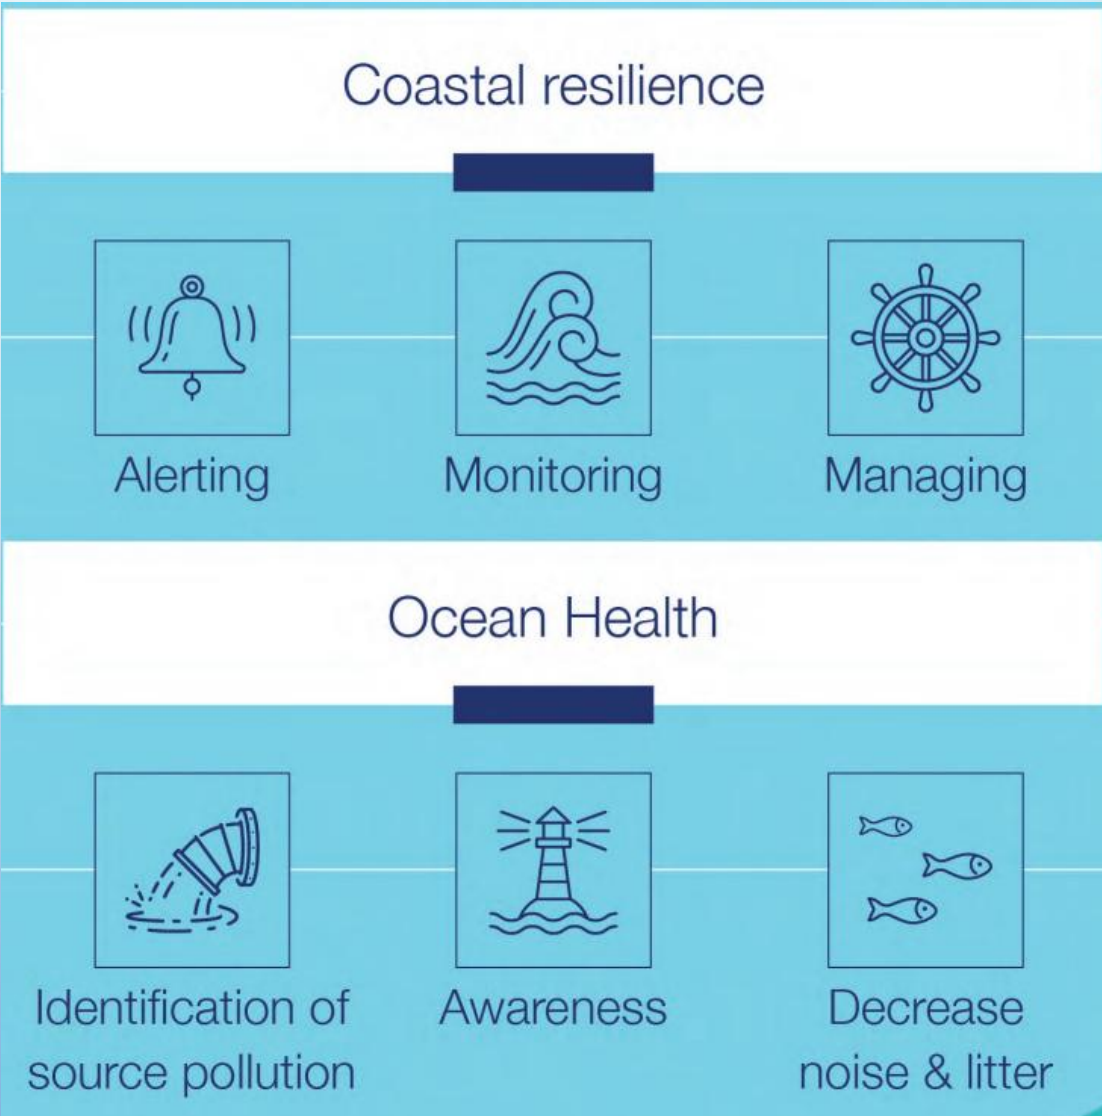 Coastal resilience
Alerting
Monitoring
Managing
Ocean Health
Identification of
source pollution
Awareness
Decrease
noise & litter